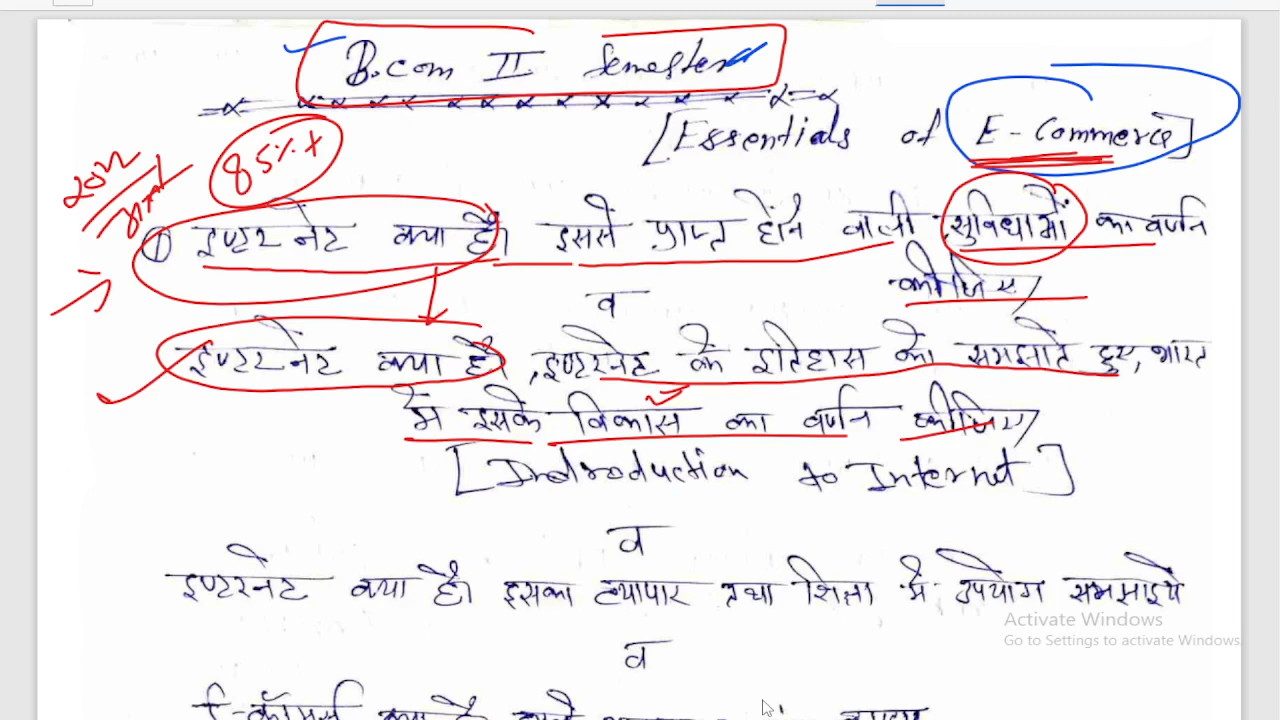 B.com II Semester
[Essentials of E-Commerce]
85%+
① इण्टरनेट क्या है। इससे प्राप्त होने वाली सुविधाओं का वर्णन
कीजिए/
व
इण्टरनेट क्या है। इण्टरनेट के इतिहास को समझाते हुए, भारत
मे इसके विकास का वर्णन कीजिए/
[Indroduction to Internet]
व
इण्टरनेट क्या है। इसका व्यापार तथा शिक्षा मे उपयोग समझाइये
Activate Windows
Go to Settings to activate Windows.
व